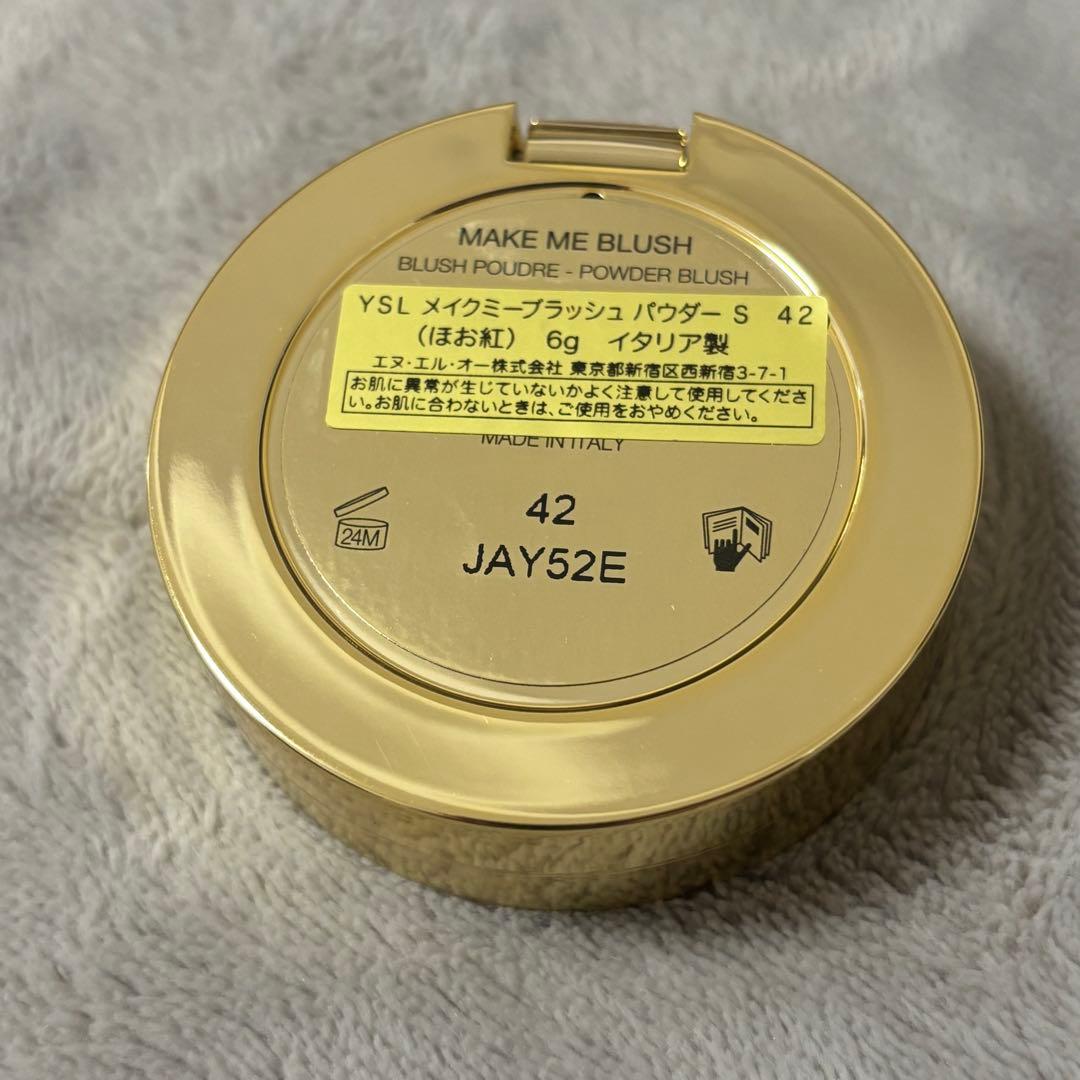 MAKE ME BLUSH
BLUSH POUDRE - POWDER BLUSH
YSL メイクミーブラッシュ パウダー S 42
(ほお紅) 6g イタリア製
エヌ・エル・オー株式会社 東京都新宿区西新宿3-7-1
お肌に異常が生じていないかよく注意して使用してくださ
い。お肌に合わないときは、ご使用をおやめください。
MADE IN ITALY
42
24M
JAY52E